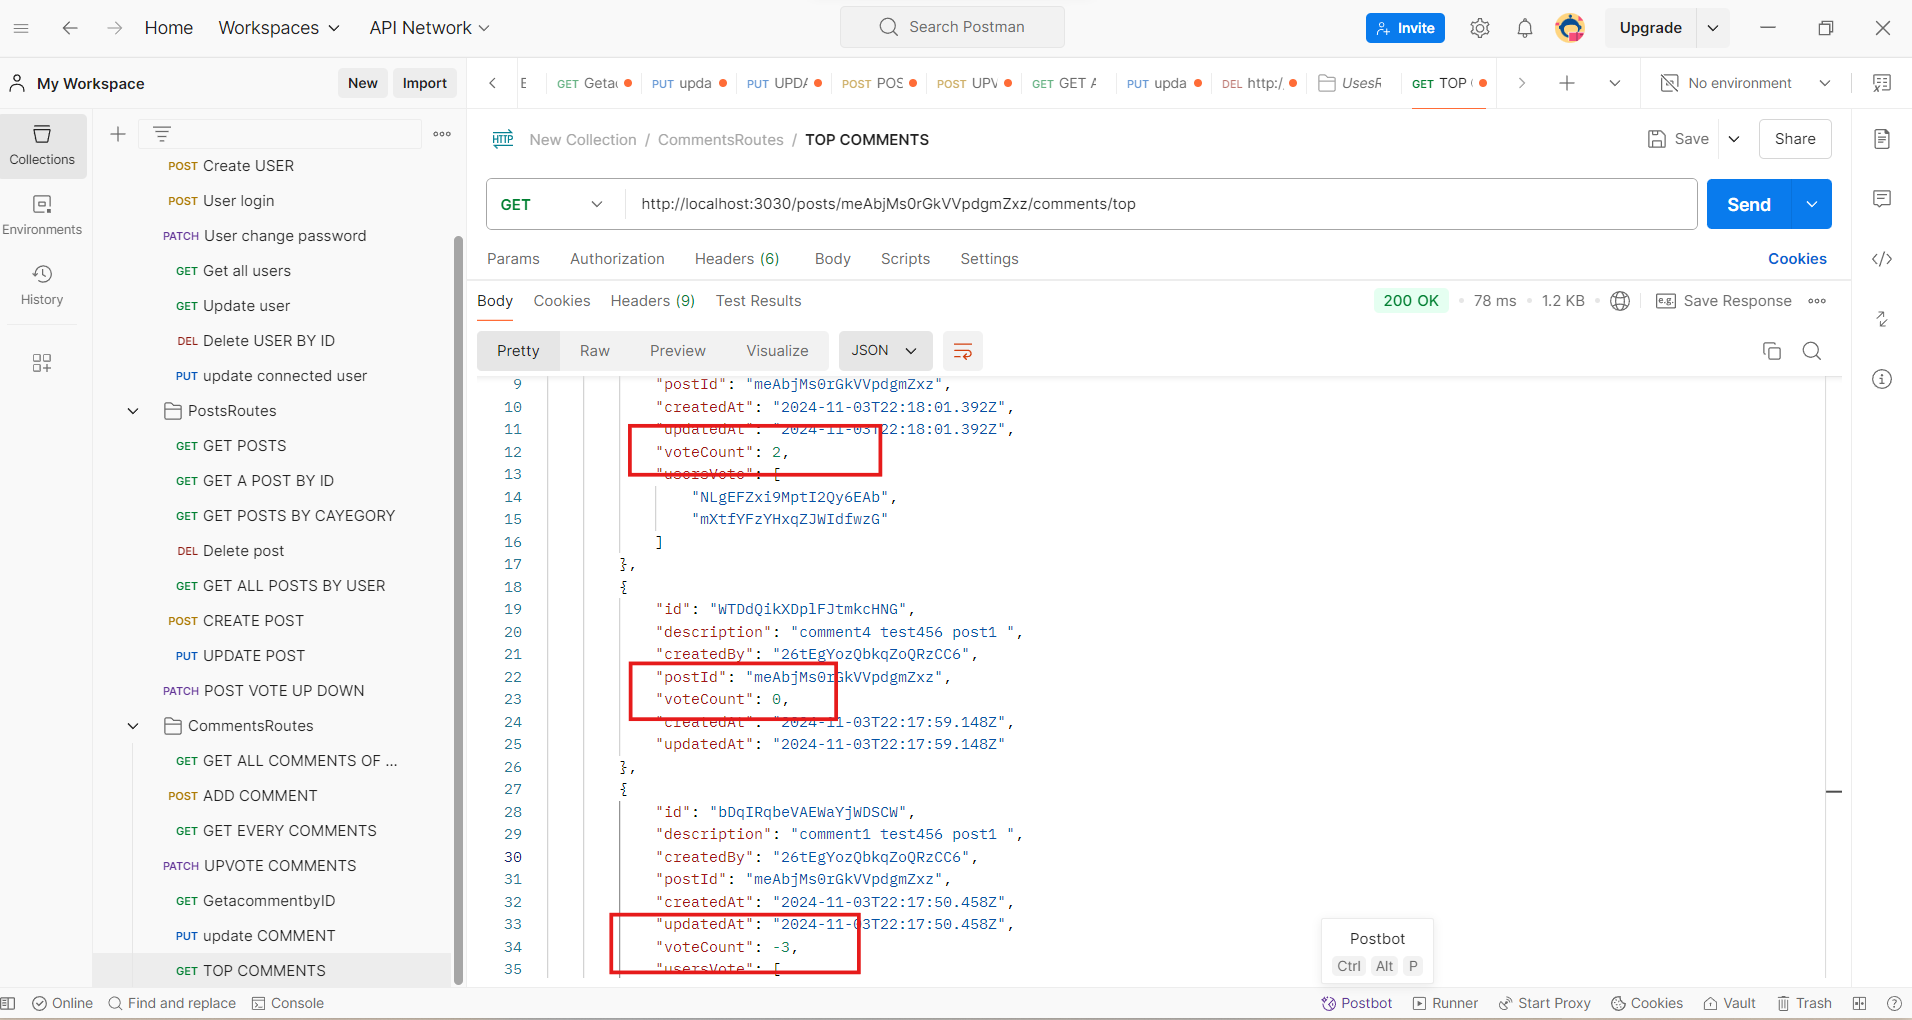 Home Workspaces API Network Search Postman Invite Upgrade
My Workspace New Import
GET Getac PUT upda PUT UPDA POST POS POST UPV GET GET A PUT upda DEL http:/ UsesR GET TOP No environment
Collections
Environments
History
POST Create USER
POST User login
PATCH User change password
GET Get all users
GET Update user
DEL Delete USER BY ID
PUT update connected user
PostsRoutes
GET GET POSTS
GET GET A POST BY ID
GET GET POSTS BY CAYEGORY
DEL Delete post
GET GET ALL POSTS BY USER
POST CREATE POST
PUT UPDATE POST
PATCH POST VOTE UP DOWN
CommentsRoutes
GET GET ALL COMMENTS OF ...
POST ADD COMMENT
GET GET EVERY COMMENTS
PATCH UPVOTE COMMENTS
GET GetacommentbyID
PUT update COMMENT
GET TOP COMMENTS
HTTP New Collection / CommentsRoutes / TOP COMMENTS Save Share
GET http://localhost:3030/posts/meAbjMs0rGkVVpdgmZxz/comments/top Send
Params Authorization Headers (6) Body Scripts Settings Cookies
Body Cookies Headers (9) Test Results 200 OK 78 ms 1.2 KB e.g. Save Response
Pretty Raw Preview Visualize JSON
9 "postId": "meAbjMs0rGkVVpdgmZxz",
10 "createdAt": "2024-11-03T22:18:01.392Z",
11 "updatedAt": "2024-11-03T22:18:01.392Z",
12 "voteCount": 2,
13 "usersVote": [
14 "NLgEFZxi9MptI2Qy6EAb",
15 "mXtfYFzYHxqZJWIdfwzG"
16 ]
17 },
18 {
19 "id": "WTDdQikXDplFJtmkcHNG",
20 "description": "comment4 test456 post1 ",
21 "createdBy": "26tEgYozQbkqZoQRzCC6",
22 "postId": "meAbjMs0rGkVVpdgmZxz",
23 "voteCount": 0,
24 "createdAt": "2024-11-03T22:17:59.148Z",
25 "updatedAt": "2024-11-03T22:17:59.148Z"
26 },
27 {
28 "id": "bDqIRqbeVAEWaYjWDSCW",
29 "description": "comment1 test456 post1 ",
30 "createdBy": "26tEgYozQbkqZoQRzCC6",
31 "postId": "meAbjMs0rGkVVpdgmZxz",
32 "createdAt": "2024-11-03T22:17:50.458Z",
33 "updatedAt": "2024-11-03T22:17:50.458Z",
34 "voteCount": -3,
35 "usersVote": [
Postbot
Ctrl Alt P
Online Find and replace Console Postbot Runner Start Proxy Cookies Vault Trash